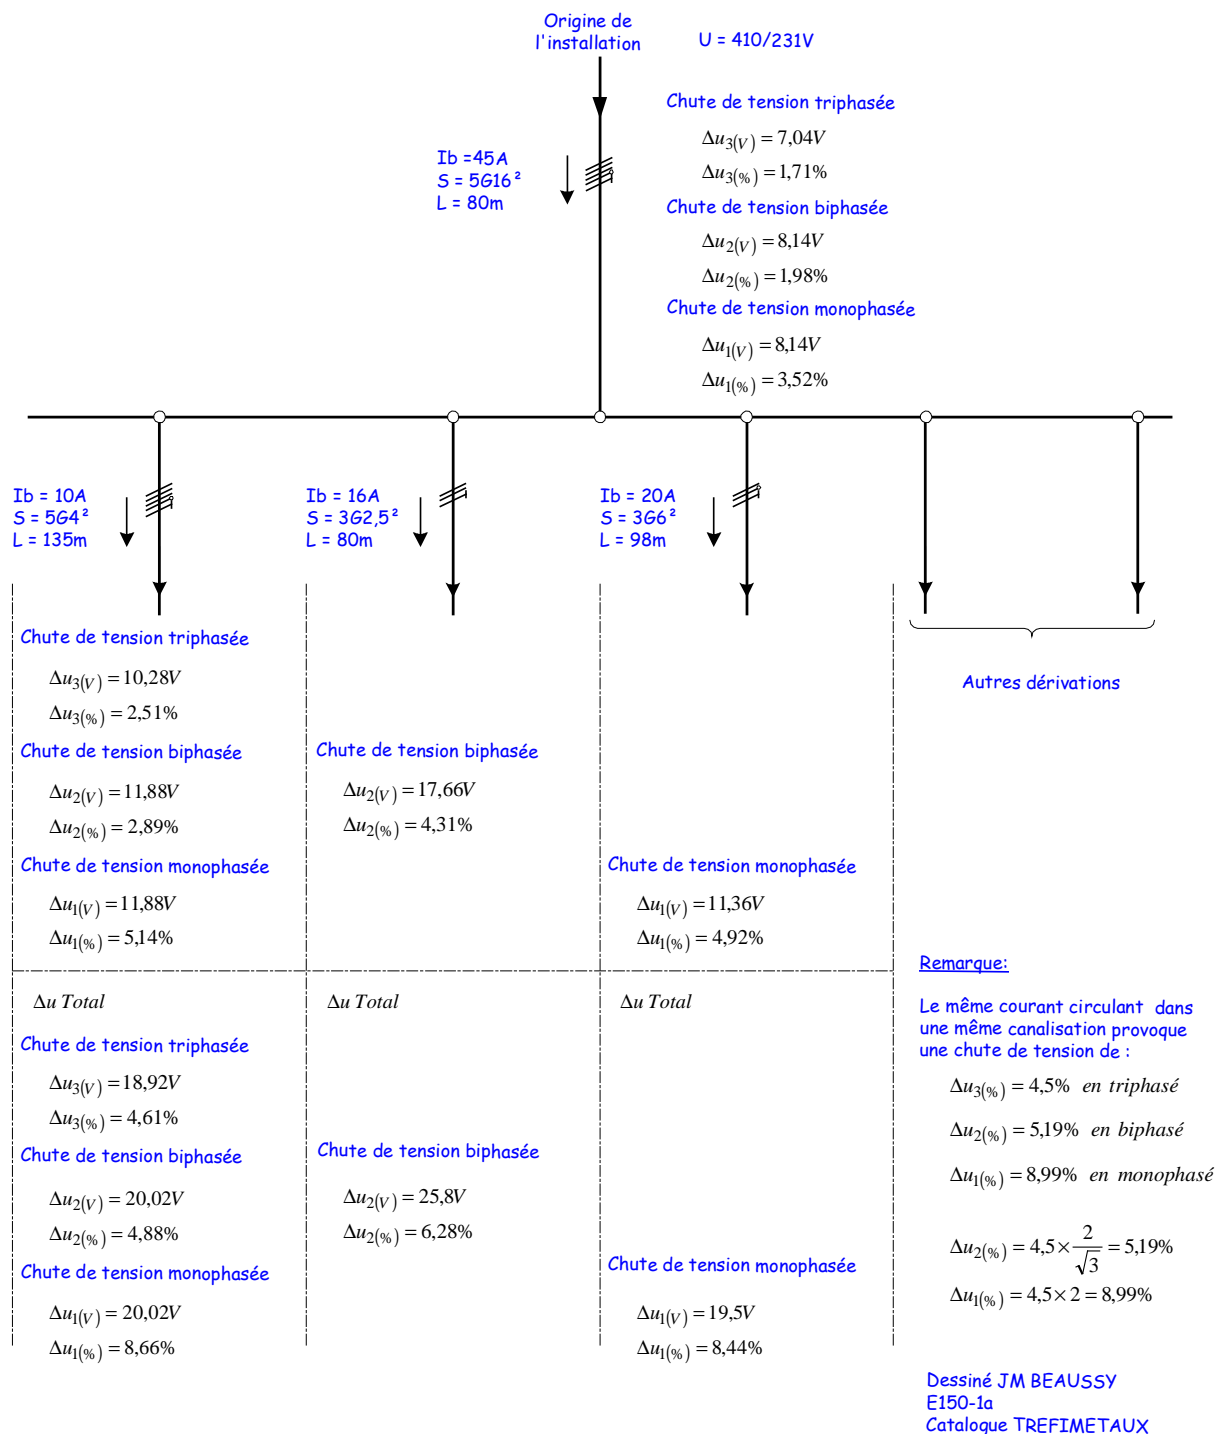 Origine de
l'installation
U = 410/231V
Chute de tension triphasée
Δu3(V) = 7,04V
Δu3(%) = 1,71%
Ib =45A
S = 5G16²
L = 80m
Chute de tension biphasée
Δu2(V) = 8,14V
Δu2(%) = 1,98%
Chute de tension monophasée
Δu1(V) = 8,14V
Δu1(%) = 3,52%
Ib = 10A
S = 5G4²
L = 135m
Ib = 16A
S = 3G2,5²
L = 80m
Ib = 20A
S = 3G6²
L = 98m
Chute de tension triphasée
Δu3(V) = 10,28V
Δu3(%) = 2,51%
Chute de tension biphasée
Δu2(V) = 11,88V
Δu2(%) = 2,89%
Chute de tension monophasée
Δu1(V) = 11,88V
Δu1(%) = 5,14%
Chute de tension biphasée
Δu2(V) = 17,66V
Δu2(%) = 4,31%
Chute de tension monophasée
Δu1(V) = 11,36V
Δu1(%) = 4,92%
Autres dérivations
Δu Total
Chute de tension triphasée
Δu3(V) = 18,92V
Δu3(%) = 4,61%
Chute de tension biphasée
Δu2(V) = 20,02V
Δu2(%) = 4,88%
Chute de tension monophasée
Δu1(V) = 20,02V
Δu1(%) = 8,66%
Δu Total
Chute de tension biphasée
Δu2(V) = 25,8V
Δu2(%) = 6,28%
Δu Total
Chute de tension monophasée
Δu1(V) = 19,5V
Δu1(%) = 8,44%
Remarque:
Le même courant circulant dans
une même canalisation provoque
une chute de tension de :
Δu3(%) = 4,5% en triphasé
Δu2(%) = 5,19% en biphasé
Δu1(%) = 8,99% en monophasé
Δu2(%) = 4,5 × 2/√3 = 5,19%
Δu1(%) = 4,5 × 2 = 8,99%
Dessiné JM BEAUSSY
E150-1a
Catalogue TREFIMETAUX